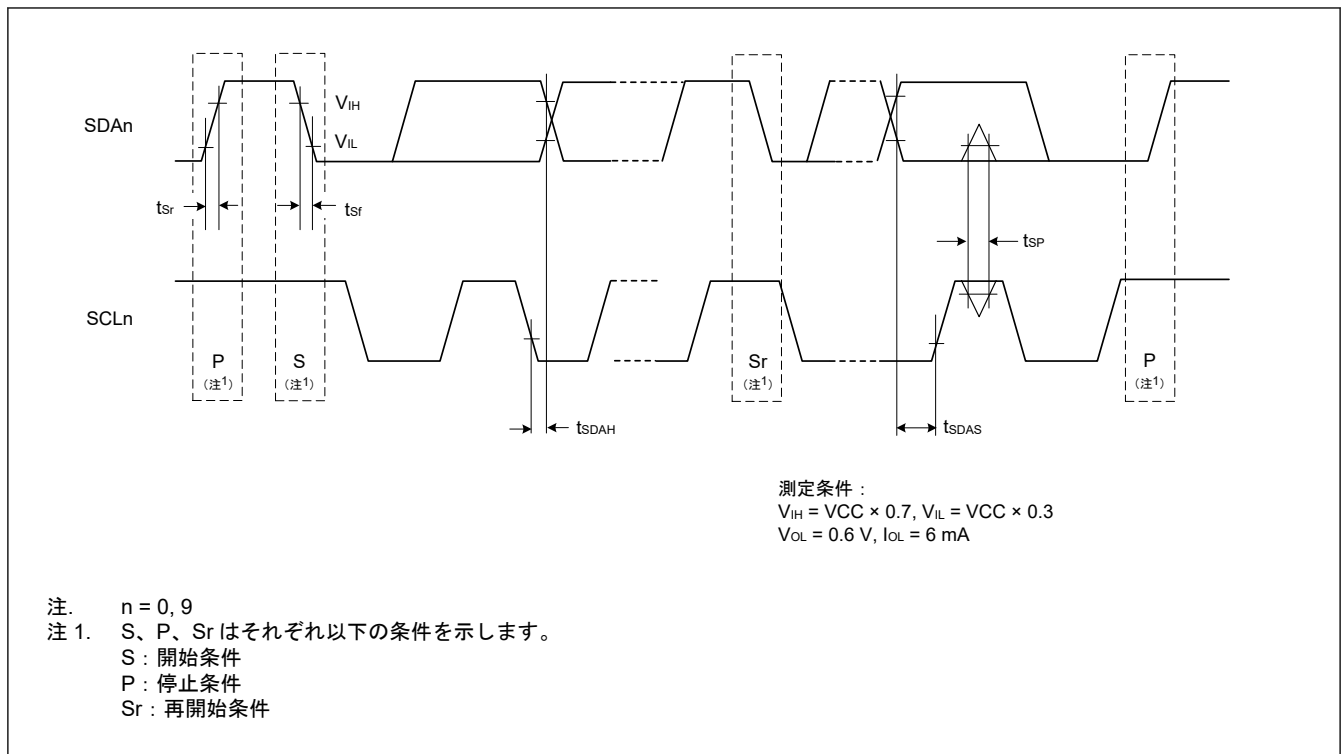 SDAn
VIH
VIL
tSr
tSf
tSP
SCLn
P
(注1)
S
(注1)
Sr
(注1)
P
(注1)
tSDAH
tSDAS
測定条件：
VIH = VCC × 0.7, VIL = VCC × 0.3
VOL = 0.6 V, IOL = 6 mA
注. n = 0, 9
注 1. S、P、Sr はそれぞれ以下の条件を示します。
S：開始条件
P：停止条件
Sr：再開始条件